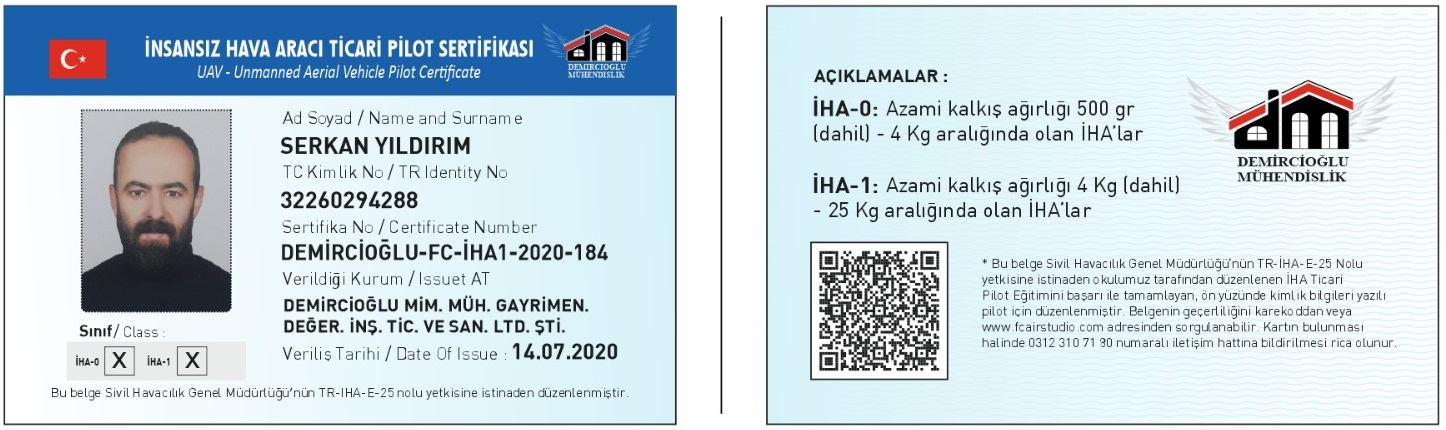 İNSANSIZ HAVA ARACI TİCARİ PİLOT SERTİFİKASI
UAV - Unmanned Aerial Vehicle Pilot Certificate
DEMIRCIOGLU
MÜHENDISLIK
Ad Soyad / Name and Surname
SERKAN YILDIRIM
TC Kimlik No / TR Identity No
32260294288
Sertifika No / Certificate Number
DEMİRCİOĞLU-FC-İHA1-2020-184
Verildiği Kurum / Issuet AT
DEMİRCİOĞLU MİM. MÜH. GAYRİMEN.
DEĞER. İNŞ. TİC. VE SAN. LTD. ŞTİ.
Veriliş Tarihi / Date Of Issue : 14.07.2020
Sınıf/ Class :
İHA-0 X İHA-1 X
Bu belge Sivil Havacılık Genel Müdürlüğü'nün TR-IHA-E-25 nolu yetkisine istinaden düzenlenmiştir.
AÇIKLAMALAR :
İHA-0: Azami kalkış ağırlığı 500 gr
(dahil) - 4 Kg aralığında olan İHA'lar
İHA-1: Azami kalkış ağırlığı 4 Kg (dahil)
- 25 Kg aralığında olan İHA'lar
DEMİRCİOĞLU
MÜHENDİSLİK
* Bu belge Sivil Havacılık Genel Müdürlüğü'nün TR-İHA-E-25 Nolu
yetkisine istinaden okulumuz tarafından düzenlenen İHA Ticari
Pilot Eğitimini başarı ile tamamlayan, ön yüzünde kimlik bilgileri yazılı
pilot için düzenlenmiştir. Belgenin geçerliliğini karekoddan veya
www.fcairstudio.com adresinden sorgulanabilir. Kartın bulunması
halinde 0312 310 71 90 numaralı iletişim hattına bildirilmesi rica olunur.